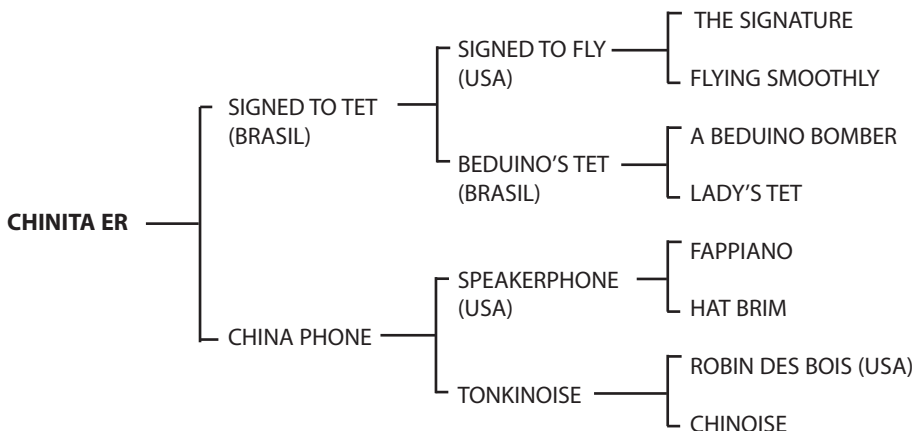 THE SIGNATURE
SIGNED TO FLY
(USA)
FLYING SMOOTHLY
SIGNED TO TET
(BRASIL)
A BEDUINO BOMBER
BEDUINO'S TET
(BRASIL)
LADY'S TET
CHINITA ER
FAPPIANO
SPEAKERPHONE
(USA)
HAT BRIM
CHINA PHONE
ROBIN DES BOIS (USA)
TONKINOISE
CHINOISE